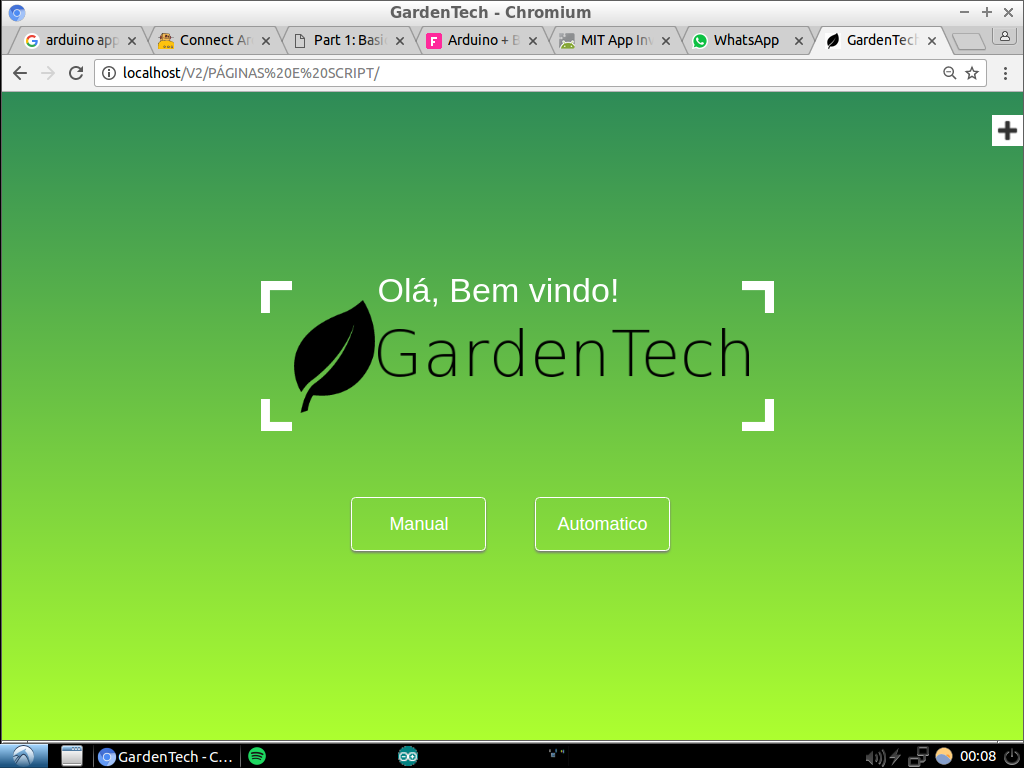 GardenTech - Chromium
arduino app
Connect Ar
Part 1: Basi
Arduino + B
MIT App Inv
WhatsApp
GardenTech
localhost/V2/PÁGINAS%20E%20SCRIPT/
Olá, Bem vindo!
GardenTech
Manual
Automatico
GardenTech - C...
00:08